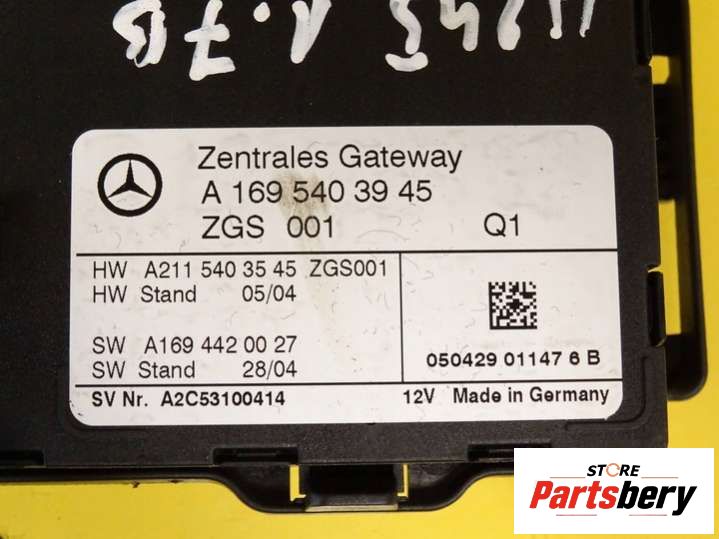 1.7B
Zentrales Gateway
A 169 540 39 45
ZGS 001 Q1
HW A211 540 35 45 ZGS001
HW Stand 05/04
SW A169 442 00 27
SW Stand 28/04
050429 01147 6 B
SV Nr. A2C53100414 12V Made in Germany
STORE
Partsbery